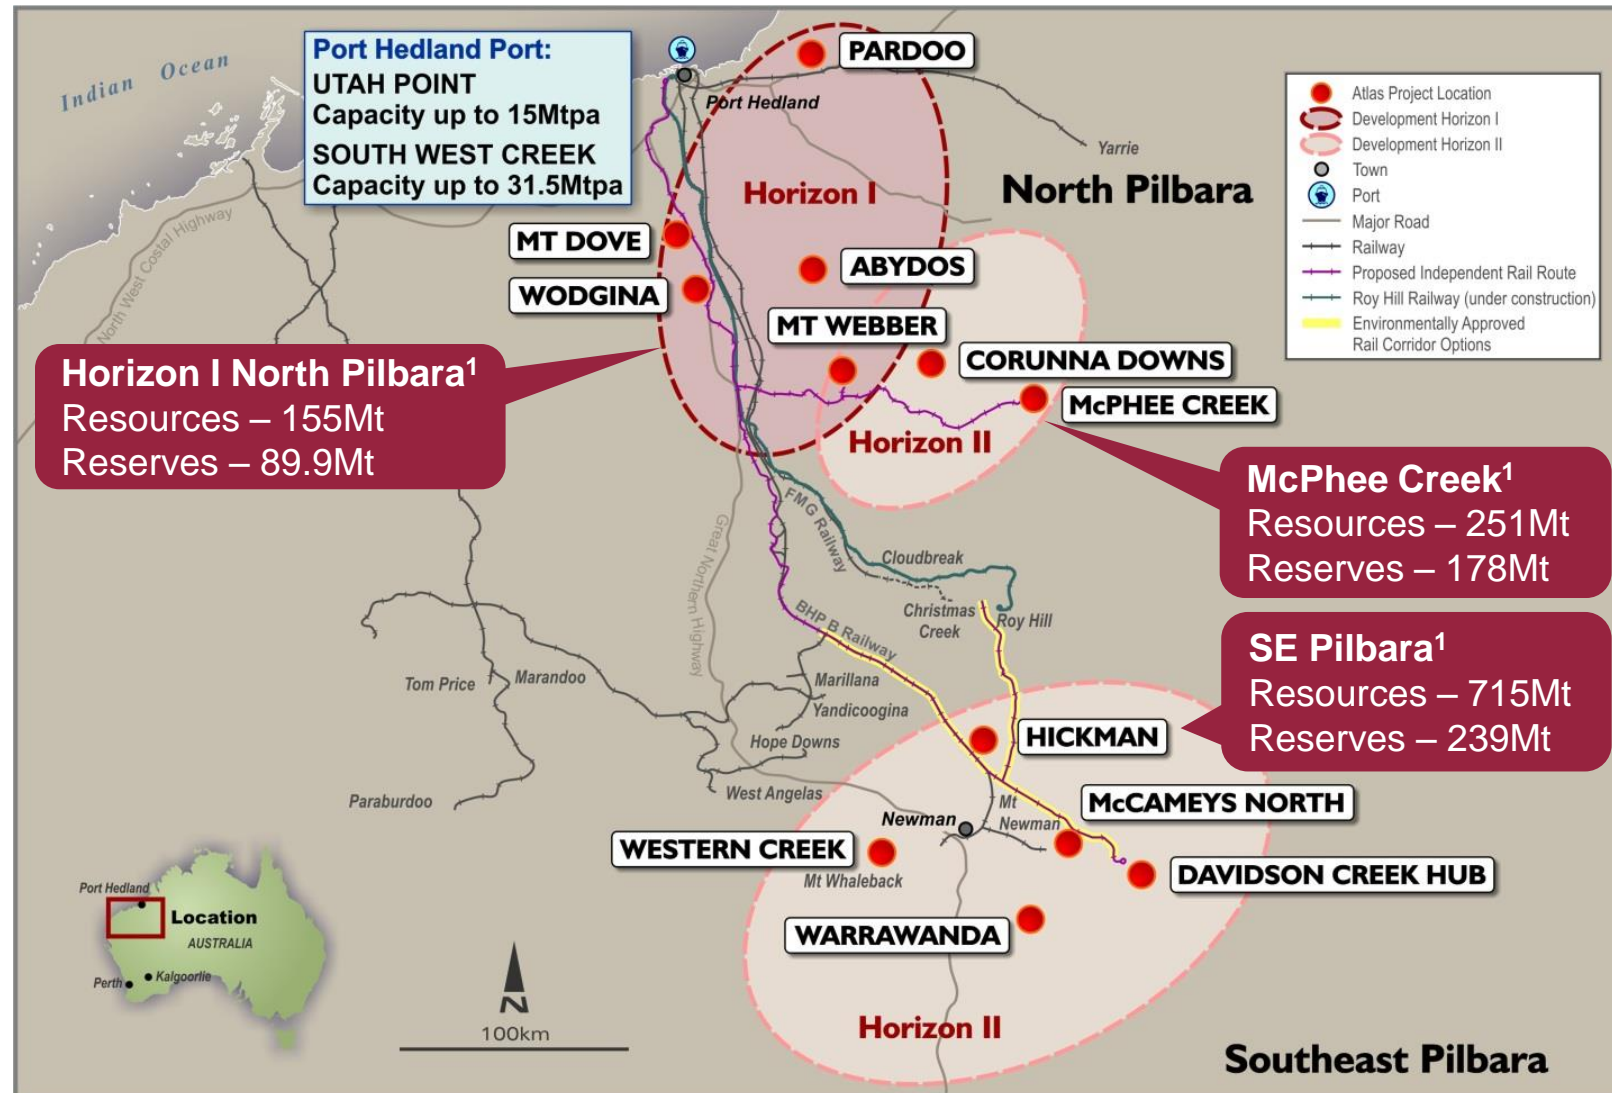 Indian Ocean
Port Hedland Port:
UTAH POINT
Capacity up to 15Mtpa
SOUTH WEST CREEK
Capacity up to 31.5Mtpa
PARDOO
Port Hedland
Yarrie
Horizon I
North Pilbara
Atlas Project Location
Development Horizon I
Development Horizon II
Town
Port
Major Road
Railway
Proposed Independent Rail Route
Roy Hill Railway (under construction)
Environmentally Approved
Rail Corridor Options
North West Costal Highway
MT DOVE
WODGINA
ABYDOS
MT WEBBER
CORUNNA DOWNS
McPHEE CREEK
Horizon II
Horizon I North Pilbara¹
Resources – 155Mt
Reserves – 89.9Mt
McPhee Creek¹
Resources – 251Mt
Reserves – 178Mt
Great Northern Highway
FMG Railway
Cloudbreak
Christmas
Creek
Roy Hill
BHP B Railway
SE Pilbara¹
Resources – 715Mt
Reserves – 239Mt
Tom Price
Marandoo
Marillana
Yandicoogina
Hope Downs
West Angelas
Paraburdoo
HICKMAN
McCAMEYS NORTH
Mt
Newman
Newman
WESTERN CREEK
Mt Whaleback
DAVIDSON CREEK HUB
WARRAWANDA
Horizon II
Southeast Pilbara
Port Hedland
Location
AUSTRALIA
Perth
Kalgoorlie
N
100km